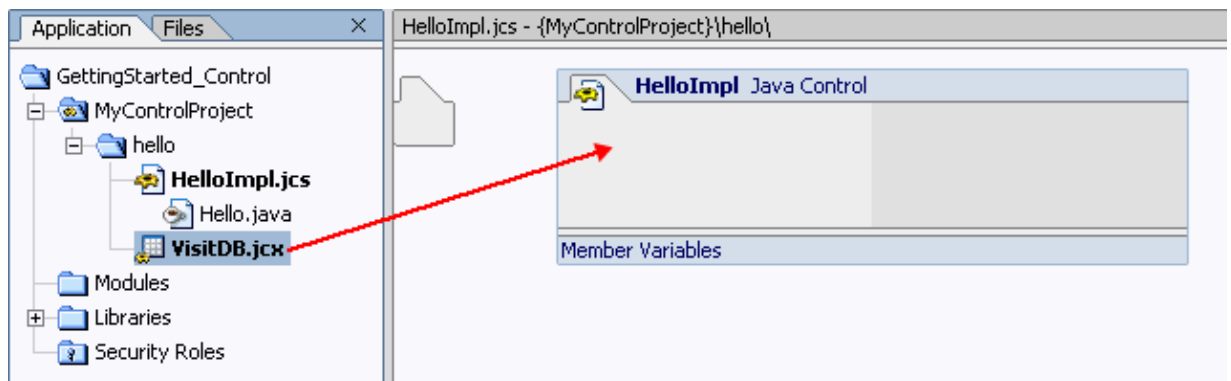 Application Files
GettingStarted_Control
MyControlProject
hello
HelloImpl.jcs
Hello.java
VisitDB.jcx
Modules
Libraries
Security Roles
HelloImpl.jcs - {MyControlProject}\hello\
HelloImpl Java Control
Member Variables